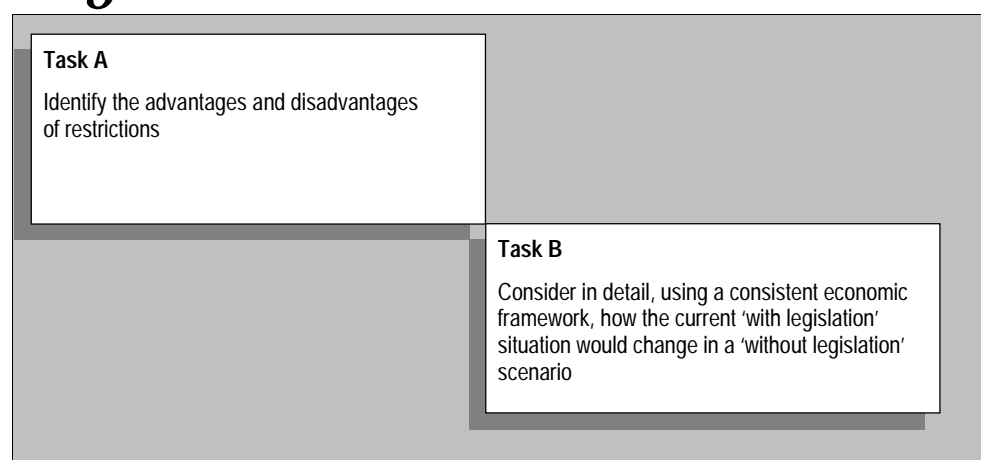 Task A
Identify the advantages and disadvantages
of restrictions
Task B
Consider in detail, using a consistent economic
framework, how the current ‘with legislation’
situation would change in a ‘without legislation’
scenario